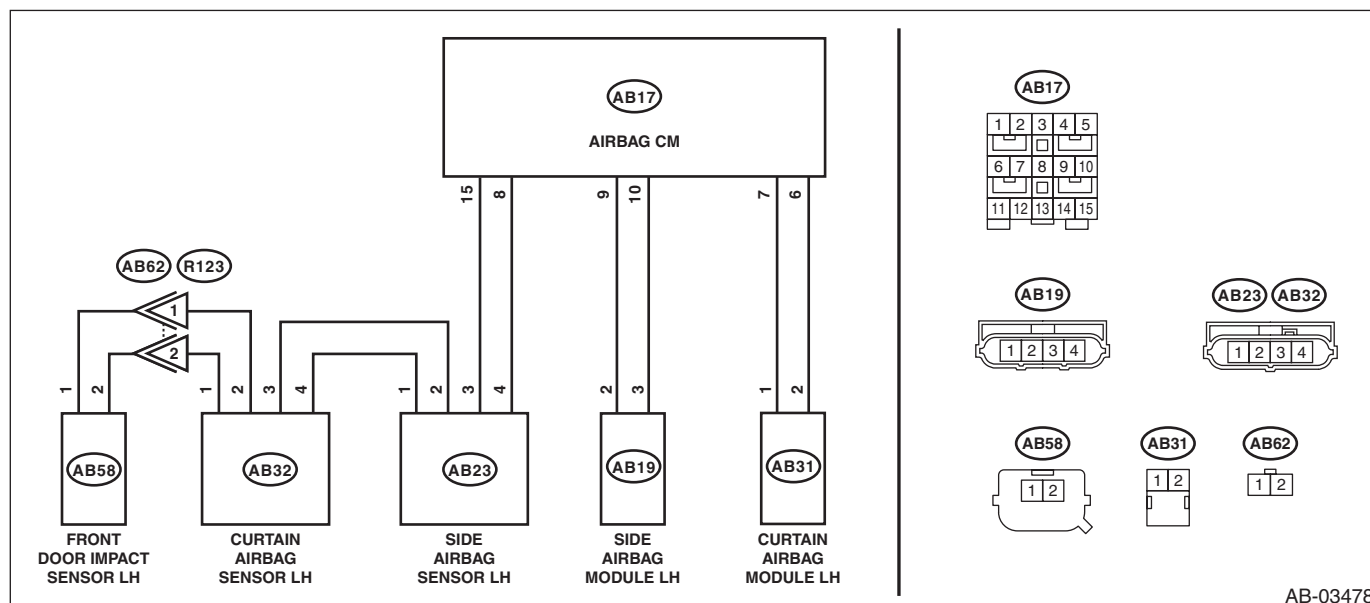 AB17
AIRBAG CM
15
8
9
10
7
6
AB62 R123
1
2
1
2
1
2
3
4
1
2
3
4
2
3
1
2
AB58
AB32
AB23
AB19
AB31
FRONT
DOOR IMPACT
SENSOR LH
CURTAIN
AIRBAG
SENSOR LH
SIDE
AIRBAG
SENSOR LH
SIDE
AIRBAG
MODULE LH
CURTAIN
AIRBAG
MODULE LH
AB17
1 2 3 4 5
6 7 8 9 10
11 12 13 14 15
AB19
1 2 3 4
AB23 AB32
1 2 3 4
AB58
1 2
AB31
1 2
AB62
1 2
AB-03478